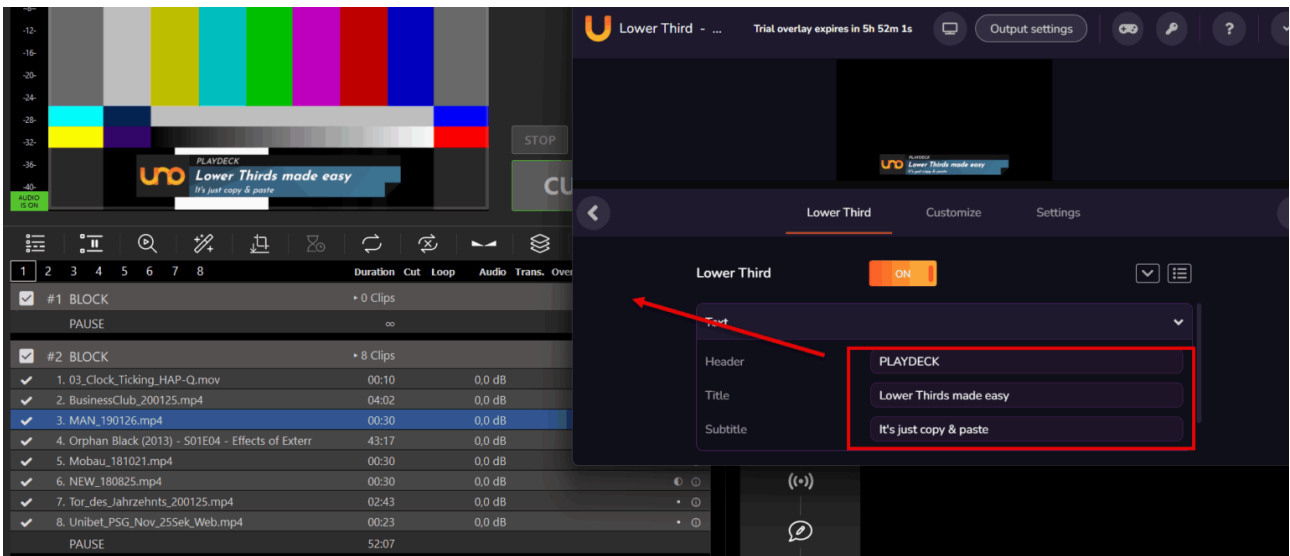 -8-
-12-
-16-
-20-
-24-
-28-
-32-
-36-
-40-
AUDIO
IS ON
uno
PLAYDECK
Lower Thirds made easy
It's just copy & paste
STOP
CU
1 2 3 4 5 6 7 8 Duration Cut Loop Audio Trans. Over
#1 BLOCK ▸ 0 Clips
PAUSE ∞
#2 BLOCK ▸ 8 Clips
1. 03_Clock_Ticking_HAP-Q.mov 00:10 0,0 dB
2. BusinessClub_200125.mp4 04:02 0,0 dB
3. MAN_190126.mp4 00:30 0,0 dB
4. Orphan Black (2013) - S01E04 - Effects of Exterr 43:17 0,0 dB
5. Mobau_181021.mp4 00:30 0,0 dB
6. NEW_180825.mp4 00:30 0,0 dB
7. Tor_des_Jahrzehnts_200125.mp4 02:43 0,0 dB
8. Unibet_PSG_Nov_25Sek_Web.mp4 00:23 0,0 dB
PAUSE 52:07
Lower Third - ... Trial overlay expires in 5h 52m 1s Output settings ?
uno
PLAYDECK
Lower Thirds made easy
It's just copy & paste
Lower Third Customize Settings
Lower Third ON
Text
Header PLAYDECK
Title Lower Thirds made easy
Subtitle It's just copy & paste